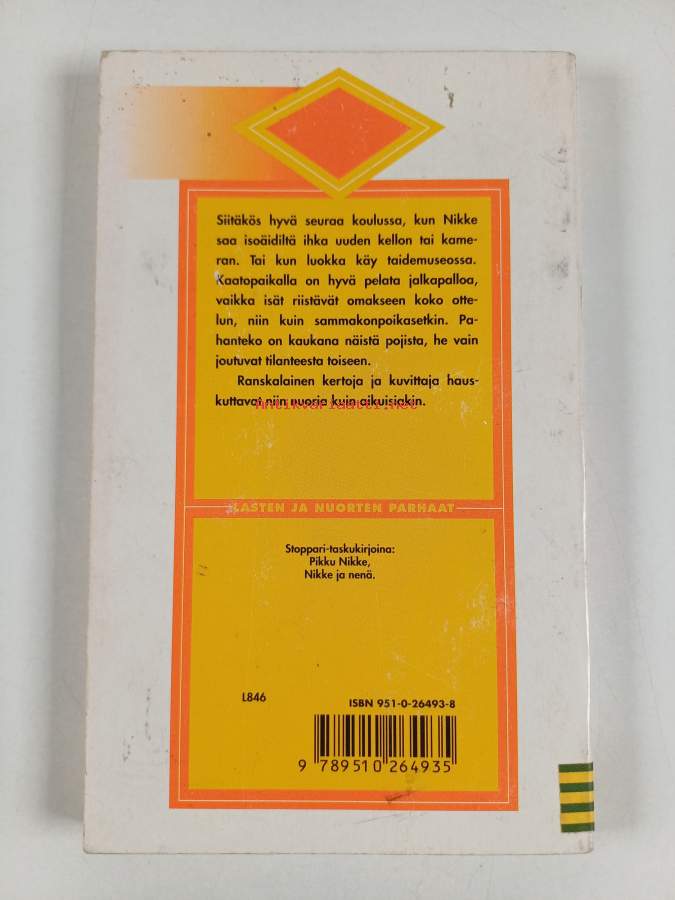 Siitäkös hyvä seuraa koulussa, kun Nikke
saa isoäidiltä ihka uuden kellon tai kame-
ran. Tai kun luokka käy taidemuseossa.
Kaatopaikalla on hyvä pelata jalkapalloa,
vaikka isät riistävät omakseen koko otte-
lun, niin kuin sammakonpoikasetkin. Pa-
hanteko on kaukana näistä pojista, he vain
joutuvat tilanteesta toiseen.
Ranskalainen kertoja ja kuvittaja haus-
kuttavat niin nuoria kuin aikuisiakin.
Antikvariaatti.net
LASTEN JA NUORTEN PARHAAT
Stoppari-taskukirjoina:
Pikku Nikke,
Nikke ja nenä.
L846
ISBN 951-0-26493-8
9 789510 264935